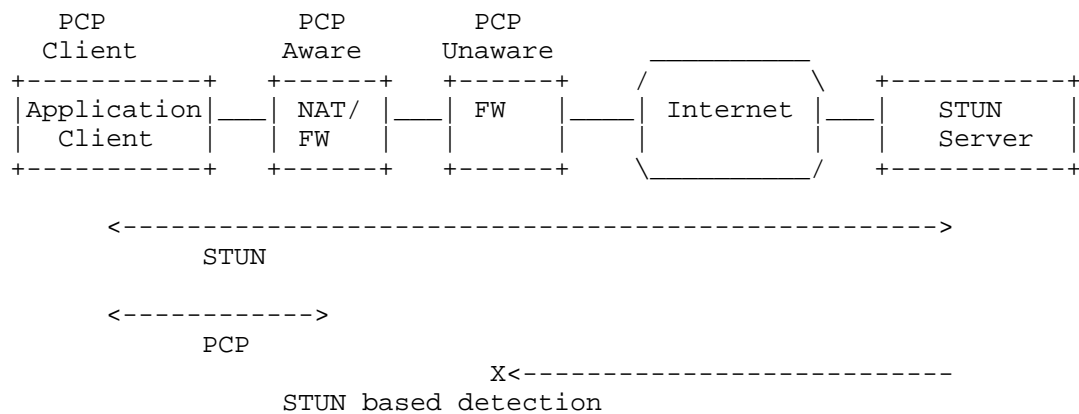 PCP PCP PCP
Client Aware Unaware
Application NAT/ FW Internet STUN
Client FW Server
STUN
PCP
X
STUN based detection